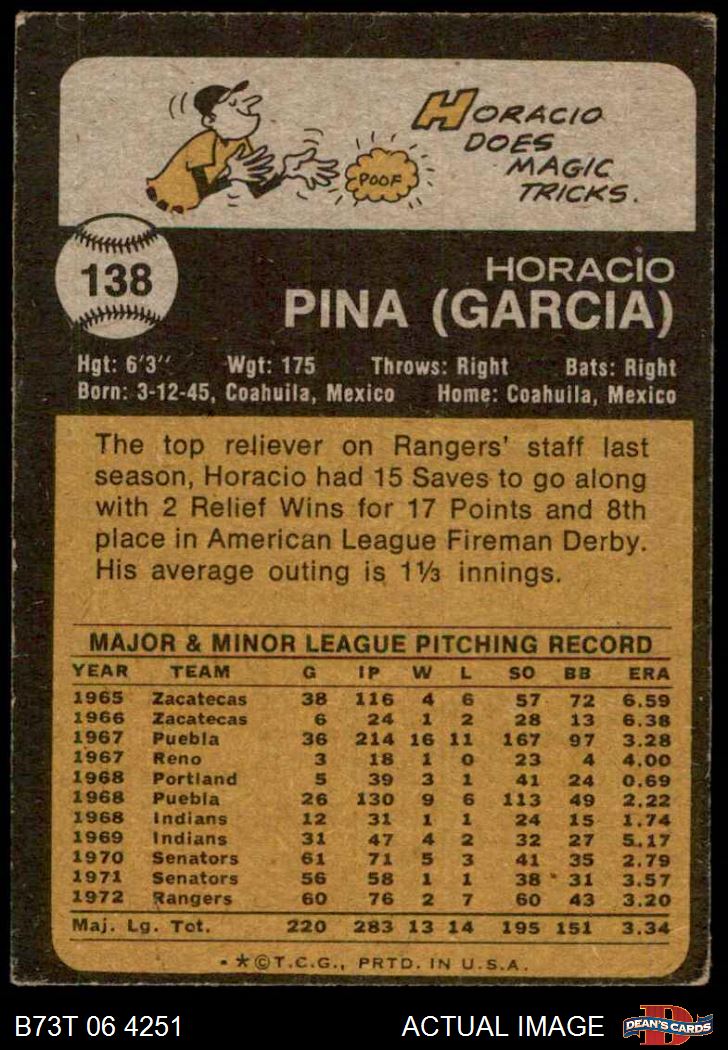 HORACIO
DOES
MAGIC
TRICKS.
POOF
138
HORACIO
PINA (GARCIA)
Hgt: 6'3" Wgt: 175 Throws: Right Bats: Right
Born: 3-12-45, Coahuila, Mexico Home: Coahuila, Mexico
The top reliever on Rangers' staff last
season, Horacio had 15 Saves to go along
with 2 Relief Wins for 17 Points and 8th
place in American League Fireman Derby.
His average outing is 1⅓ innings.
MAJOR & MINOR LEAGUE PITCHING RECORD
YEAR TEAM G IP W L SO BB ERA
1965 Zacatecas 38 116 4 6 57 72 6.59
1966 Zacatecas 6 24 1 2 28 13 6.38
1967 Puebla 36 214 16 11 167 97 3.28
1967 Reno 3 18 1 0 23 4 4.00
1968 Portland 5 39 3 1 41 24 0.69
1968 Puebla 26 130 9 6 113 49 2.22
1968 Indians 12 31 1 1 24 15 1.74
1969 Indians 31 47 4 2 32 27 5.17
1970 Senators 61 71 5 3 41 35 2.79
1971 Senators 56 58 1 1 38 31 3.57
1972 Rangers 60 76 2 7 60 43 3.20
Maj. Lg. Tot. 220 283 13 14 195 151 3.34
*©T.C.G., PRTD. IN U.S.A.
B73T 06 4251 ACTUAL IMAGE D DEAN'S CARDS